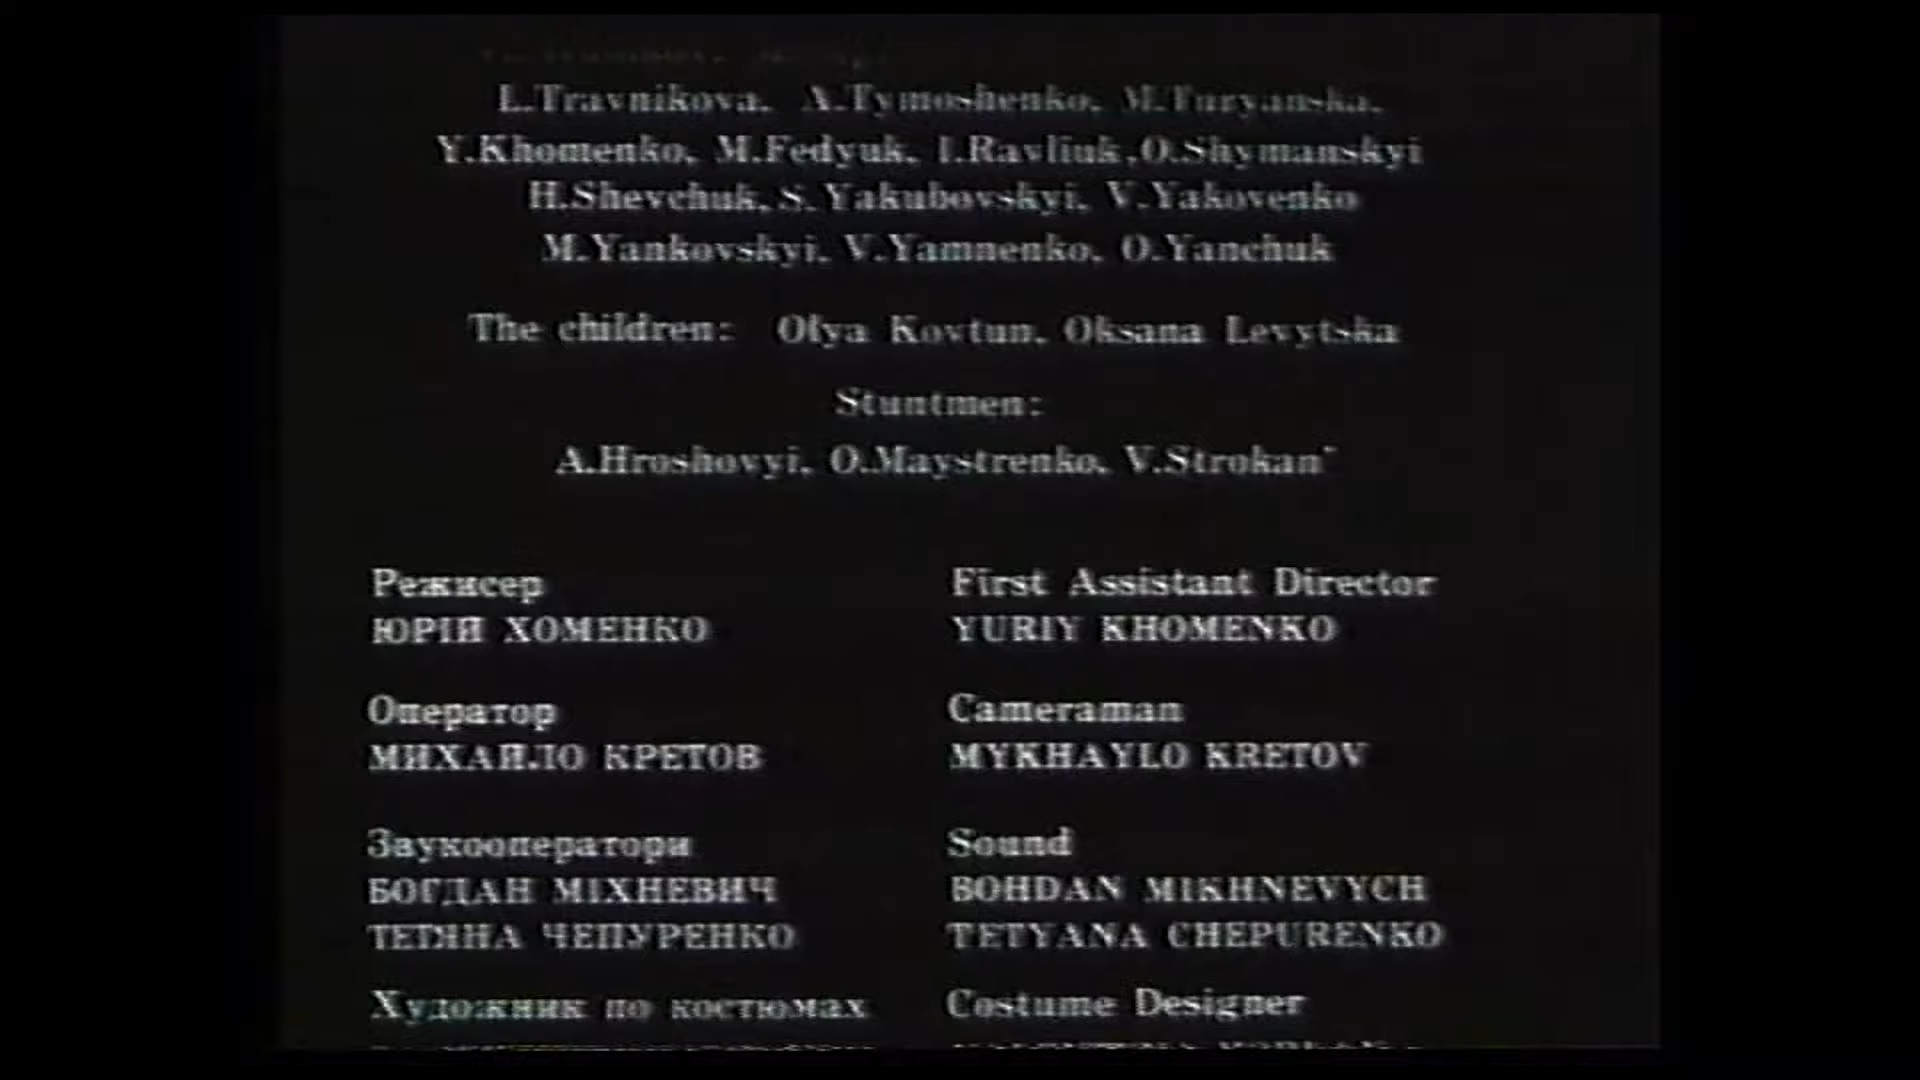 L.Travnikova, A.Tymoshenko, M.Turyanska,
Y.Khomenko, M.Fedyuk, I.Ravliuk,O.Shymanskyi
H.Shevchuk, S.Yakubovskyi, V.Yakovenko
M.Yankovskyi, V.Yamnenko, O.Yanchuk
The children: Olya Kovtun, Oksana Levytska
Stuntmen:
A.Hroshovyi, O.Maystrenko, V.Strokan'
Режисер First Assistant Director
ЮРІЙ ХОМЕНКО YURIY KHOMENKO
Оператор Cameraman
МИХАЙЛО КРЕТОВ MYKHAYLO KRETOV
Звукооператори Sound
БОГДАН МІХНЕВИЧ BOHDAN MIKHNEVYCH
ТЕТЯНА ЧЕПУРЕНКО TETYANA CHEPURENKO
Художник по костюмах Costume Designer